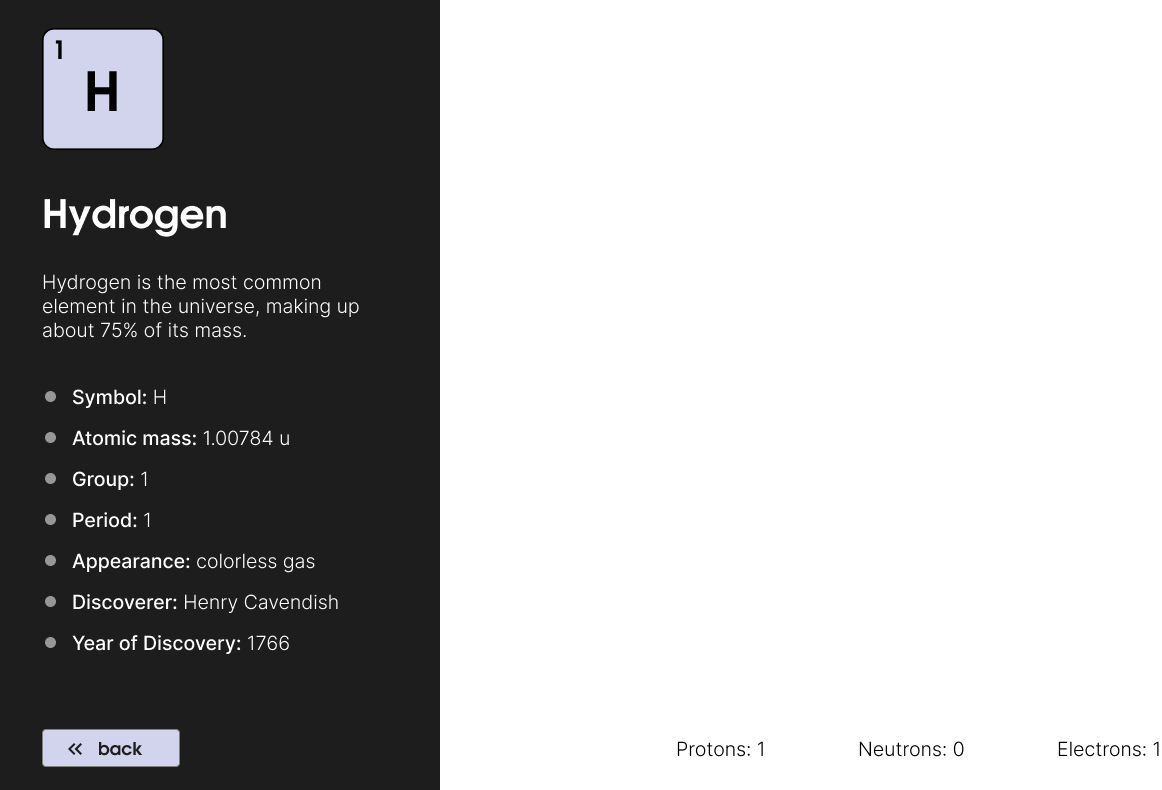 1
H
Hydrogen
Hydrogen is the most common
element in the universe, making up
about 75% of its mass.
Symbol: H
Atomic mass: 1.00784 u
Group: 1
Period: 1
Appearance: colorless gas
Discoverer: Henry Cavendish
Year of Discovery: 1766
back
Protons: 1
Neutrons: 0
Electrons: 1